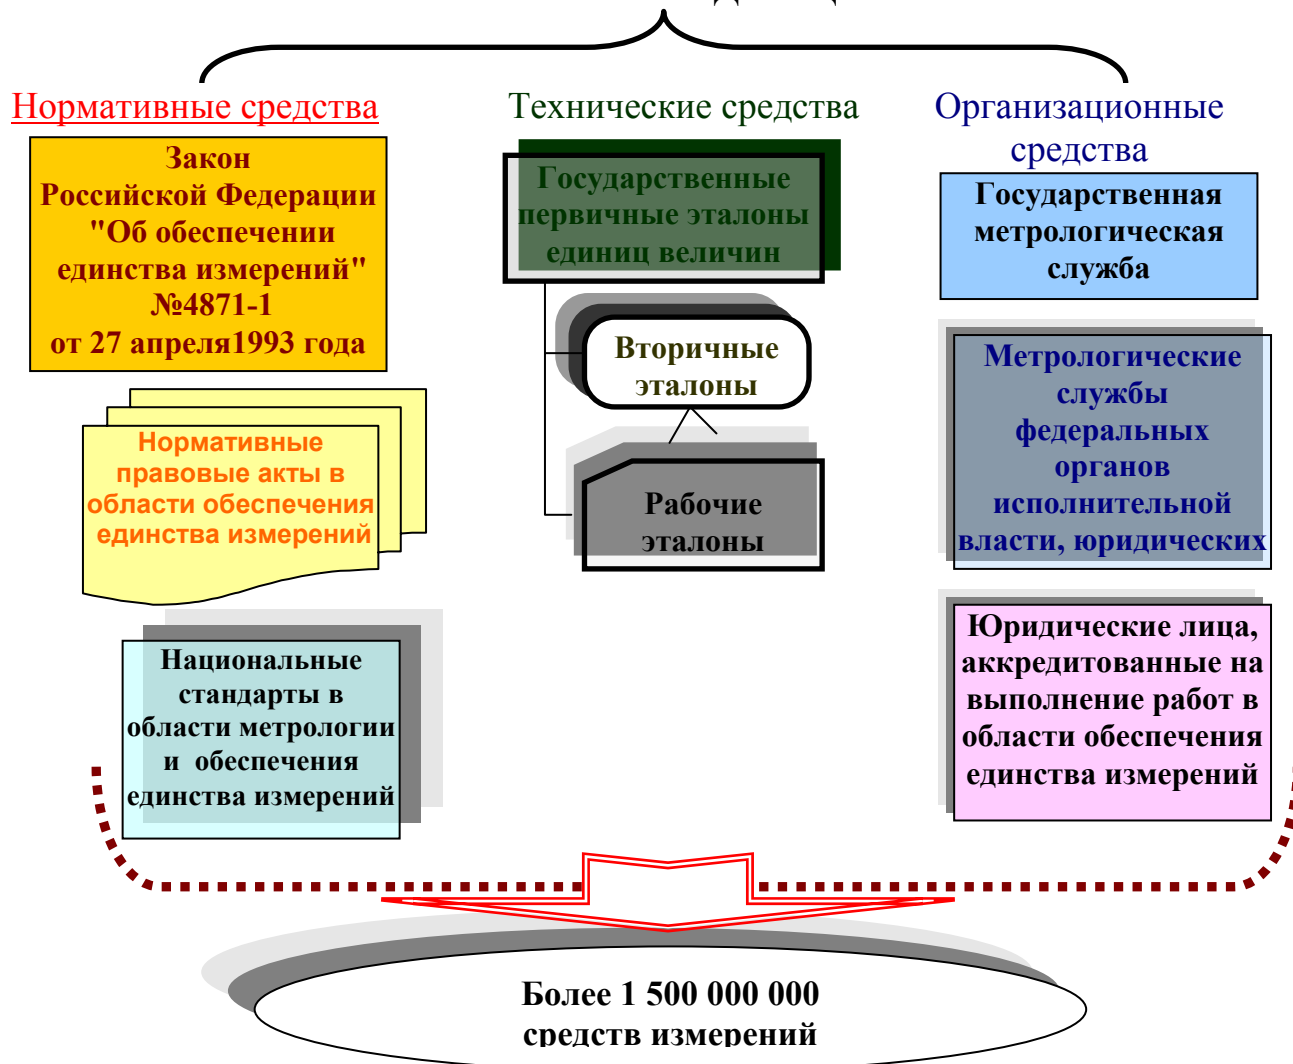 Нормативные средства
Закон
Российской Федерации
"Об обеспечении
единства измерений"
№4871-1
от 27 апреля1993 года
Нормативные
правовые акты в
области обеспечения
единства измерений
Национальные
стандарты в
области метрологии
и обеспечения
единства измерений
Технические средства
Государственные
первичные эталоны
единиц величин
Вторичные
эталоны
Рабочие
эталоны
Организационные
средства
Государственная
метрологическая
служба
Метрологические
службы
федеральных
органов
исполнительной
власти, юридических
Юридические лица,
аккредитованные на
выполнение работ в
области обеспечения
единства измерений
Более 1 500 000 000
средств измерений